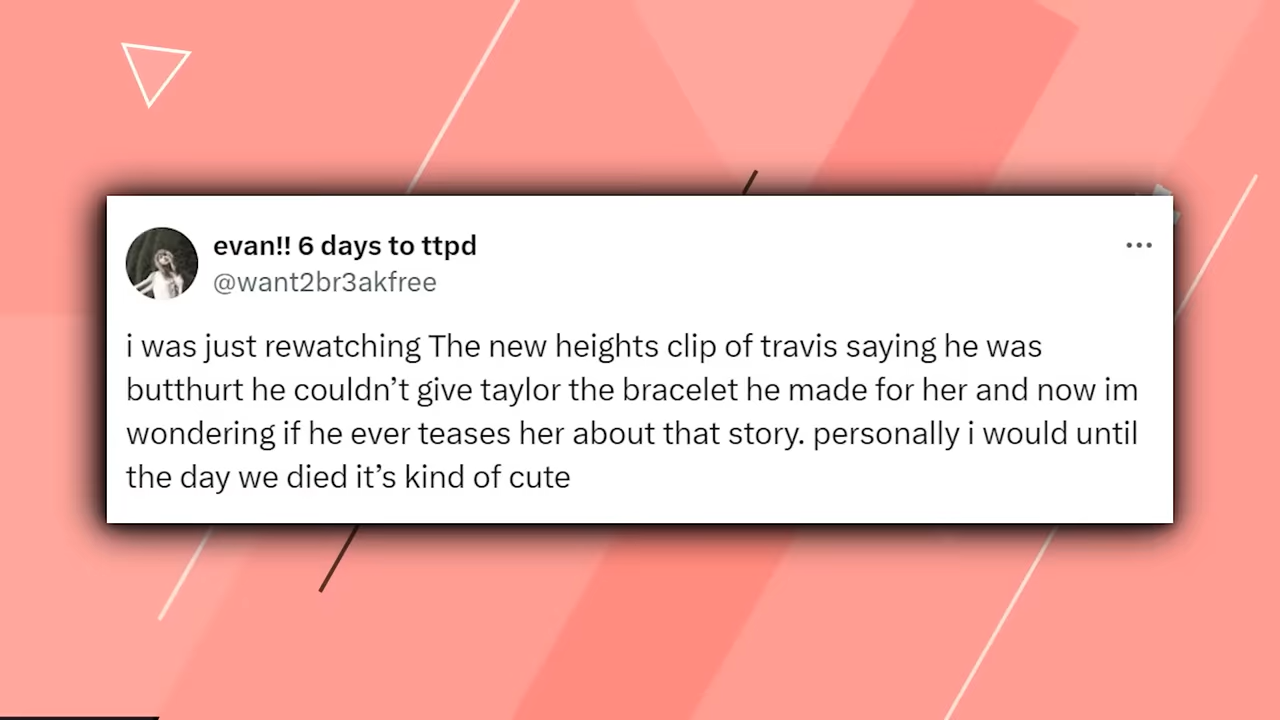 evan!! 6 days to ttpd
@want2br3akfree
i was just rewatching The new heights clip of travis saying he was
butthurt he couldn’t give taylor the bracelet he made for her and now im
wondering if he ever teases her about that story. personally i would until
the day we died it’s kind of cute